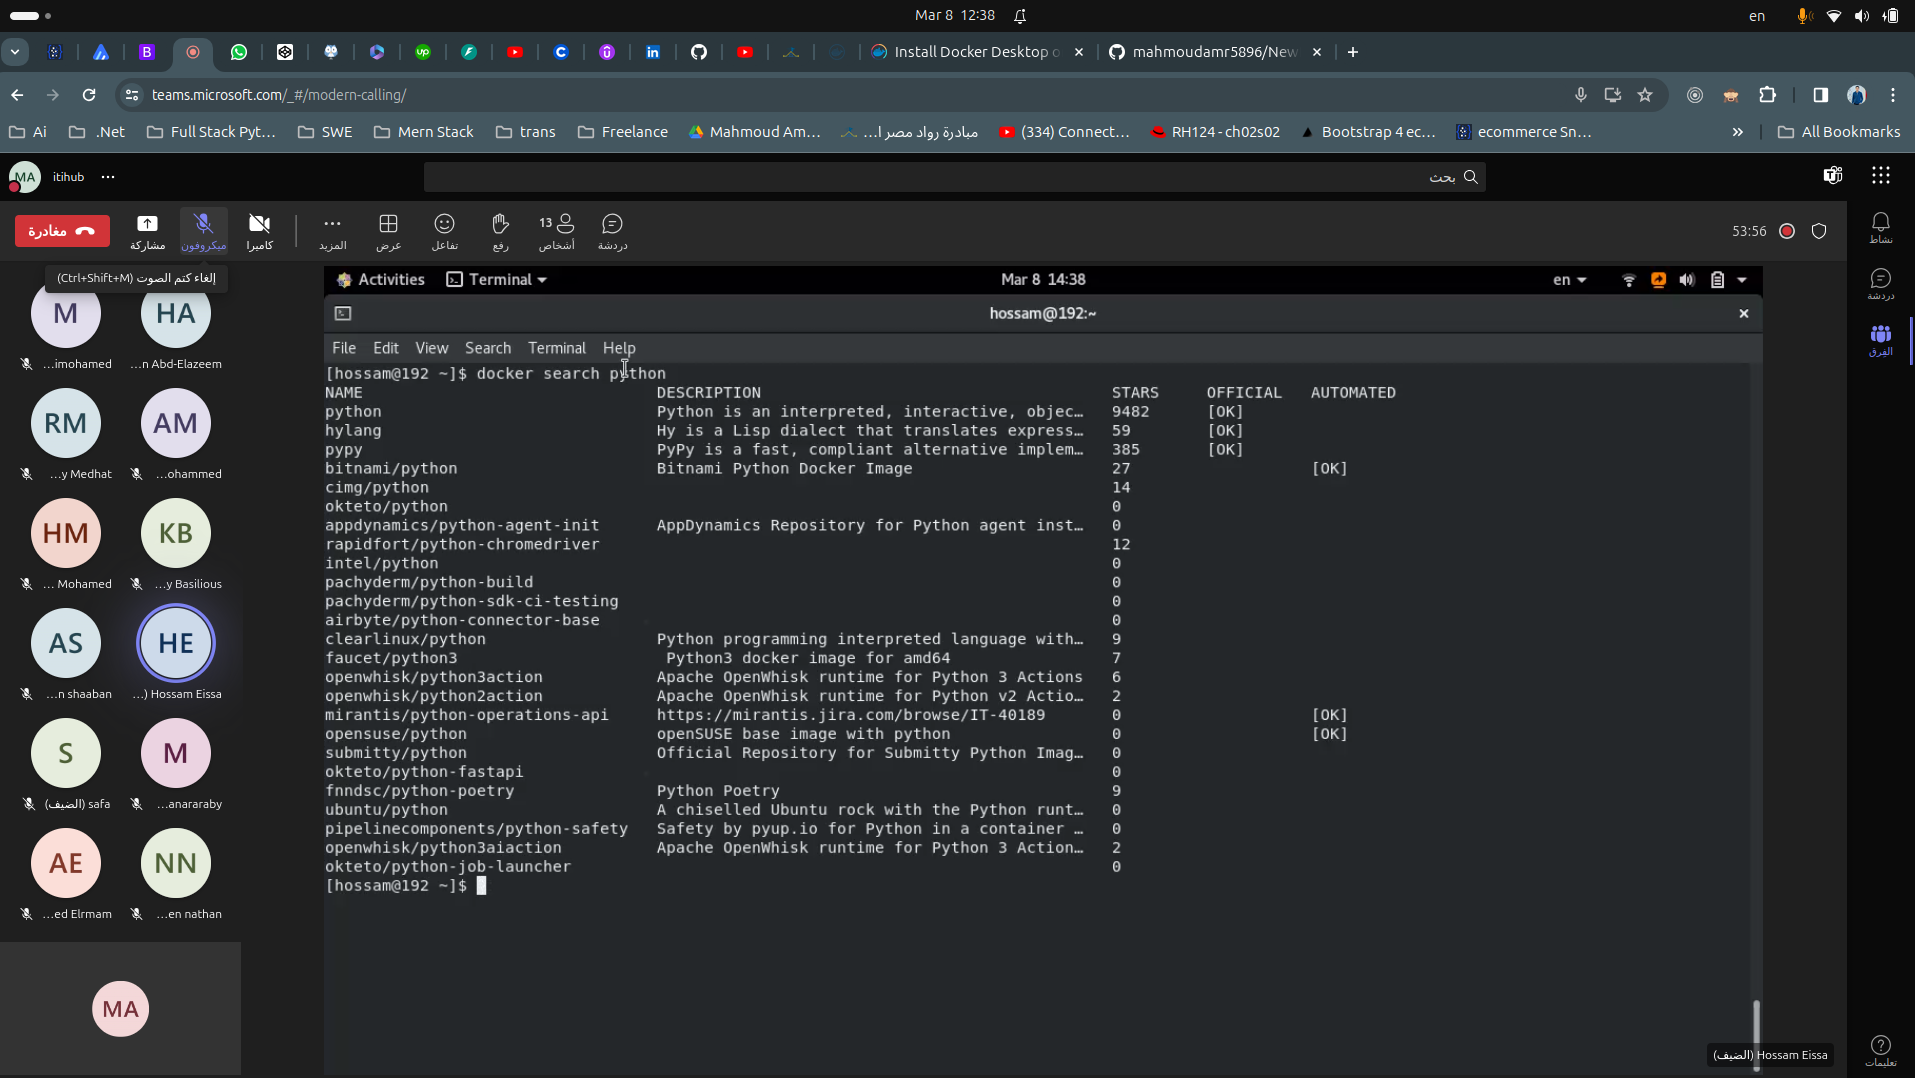 Mar 8 12:38
en
Install Docker Desktop o
mahmoudamr5896/New
teams.microsoft.com/_#/modern-calling/
Ai
.Net
Full Stack Pyt...
SWE
Mern Stack
trans
Freelance
Mahmoud Am...
مبادرة رواد مصر ا...
(334) Connect...
RH124 - ch02s02
Bootstrap 4 ec...
ecommerce Sn...
»
All Bookmarks
MA
itihub
بحث
مغادرة
مشاركة
ميكروفون
كاميرا
المزيد
عرض
تفاعل
رفع
13
أشخاص
دردشة
53:56
نشاط
دردشة
الفرق
تعليمات
إلغاء كتم الصوت (Ctrl+Shift+M)
M
HA
...imohamed
...n Abd-Elazeem
RM
AM
...y Medhat
...ohammed
HM
KB
... Mohamed
...y Basilious
AS
HE
...n shaaban
...) Hossam Eissa
S
M
safa (الضيف)
...anararaby
AE
NN
...ed Elrmam
...en nathan
MA
Activities
Terminal
Mar 8 14:38
en
hossam@192:~
File Edit View Search Terminal Help
[hossam@192 ~]$ docker search python
NAME DESCRIPTION STARS OFFICIAL AUTOMATED
python Python is an interpreted, interactive, objec… 9482 [OK]
hylang Hy is a Lisp dialect that translates express… 59 [OK]
pypy PyPy is a fast, compliant alternative implem… 385 [OK]
bitnami/python Bitnami Python Docker Image 27 [OK]
cimg/python 14
okteto/python 0
appdynamics/python-agent-init AppDynamics Repository for Python agent inst… 0
rapidfort/python-chromedriver 12
intel/python 0
pachyderm/python-build 0
pachyderm/python-sdk-ci-testing 0
airbyte/python-connector-base 0
clearlinux/python Python programming interpreted language with… 9
faucet/python3 Python3 docker image for amd64 7
openwhisk/python3action Apache OpenWhisk runtime for Python 3 Actions 6
openwhisk/python2action Apache OpenWhisk runtime for Python v2 Actio… 2
mirantis/python-operations-api https://mirantis.jira.com/browse/IT-40189 0 [OK]
opensuse/python openSUSE base image with python 0 [OK]
submitty/python Official Repository for Submitty Python Imag… 0
okteto/python-fastapi 0
fnndsc/python-poetry Python Poetry 9
ubuntu/python A chiselled Ubuntu rock with the Python runt… 0
pipelinecomponents/python-safety Safety by pyup.io for Python in a container … 0
openwhisk/python3aiaction Apache OpenWhisk runtime for Python 3 Action… 2
okteto/python-job-launcher 0
[hossam@192 ~]$
Hossam Eissa (الضيف)